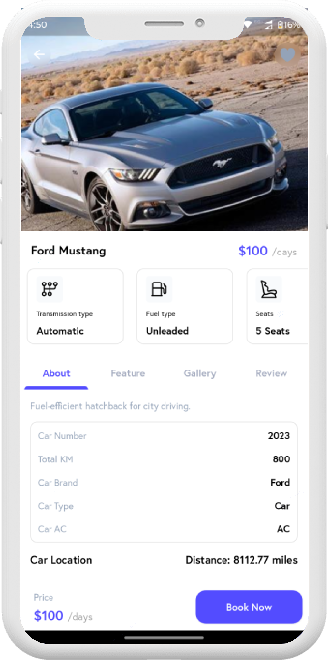 4:50
16%
Ford Mustang
$100 /days
Transmission type
Automatic
Fuel type
Unleaded
Seats
5 Seats
About
Feature
Gallery
Review
Fuel-efficient hatchback for city driving.
Car Number
2023
Total KM
800
Car Brand
Ford
Car Type
Car
Car AC
AC
Car Location
Distance: 8112.77 miles
Price
$100 /days
Book Now